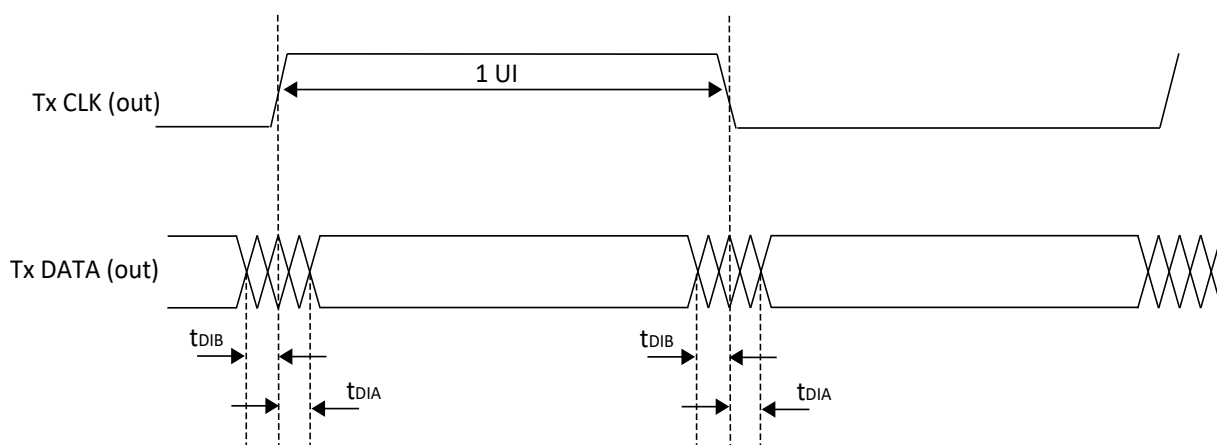 1 UI
Tx CLK (out)
Tx DATA (out)
tDIB
tDIB
tDIA
tDIA